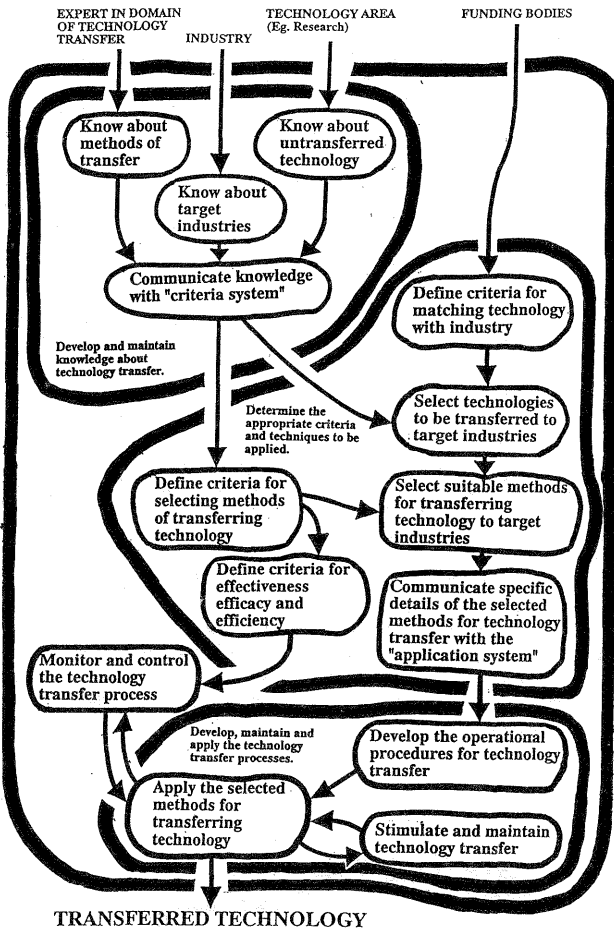 EXPERT IN DOMAIN
OF TECHNOLOGY
TRANSFER
INDUSTRY
TECHNOLOGY AREA
(Eg. Research)
FUNDING BODIES
Know about
methods of
transfer
Know about
untransferred
technology
Know about
target
industries
Communicate knowledge
with "criteria system"
Define criteria for
matching technology
with industry
Develop and maintain
knowledge about
technology transfer.
Select technologies
to be transferred to
target industries
Determine the
appropriate criteria
and techniques to be
applied.
Define criteria for
selecting methods
of transferring
technology
Select suitable methods
for transferring
technology to target
industries
Define criteria for
effectiveness
efficacy and
efficiency
Communicate specific
details of the selected
methods for technology
transfer with the
"application system"
Monitor and control
the technology
transfer process
Develop, maintain and
apply the technology
transfer processes.
Develop the operational
procedures for technology
transfer
Apply the selected
methods for
transferring
technology
Stimulate and maintain
technology transfer
TRANSFERRED TECHNOLOGY